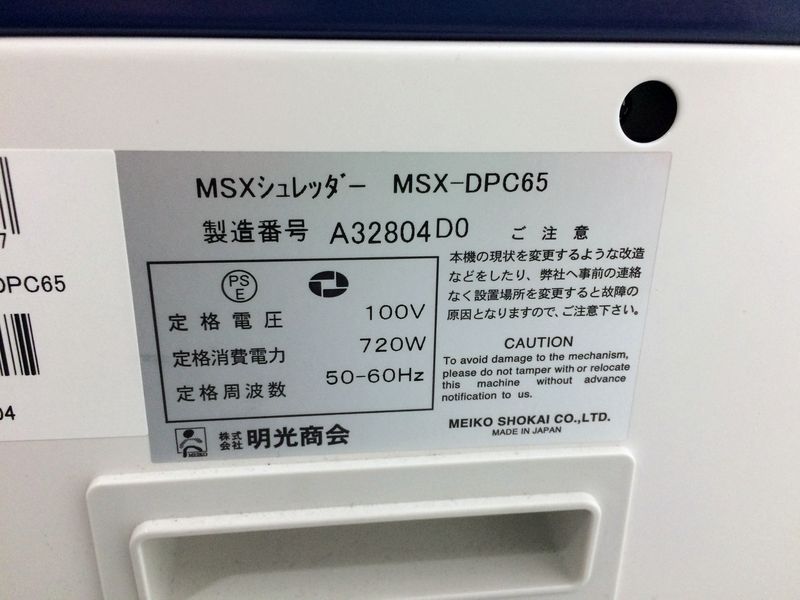 MSXシュレッダー MSX-DPC65
製造番号 A32804D0
PS
E
定格電圧 100V
定格消費電力 720W
定格周波数 50-60Hz
MEIKO
株式会社 明光商会
ご注意
本機の現状を変更するような改造
などをしたり、弊社へ事前の連絡
なく設置場所を変更すると故障の
原因となりますので、ご注意下さい。
CAUTION
To avoid damage to the mechanism,
please do not tamper with or relocate
this machine without advance
notification to us.
MEIKO SHOKAI CO.,LTD.
MADE IN JAPAN
7
DPC65
04